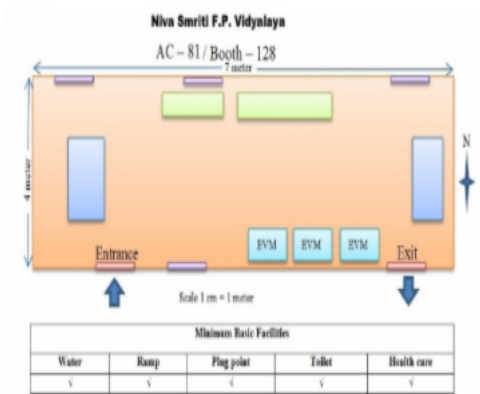 Niva Smriti F.P. Vidyalaya
AC – 81 / Booth – 128
7 meter
4 meter
N
EVM EVM EVM
Entrance Exit
Scale 1 cm = 1 meter
Minimum Basic Facilities
Water Ramp Plug point Toilet Health care
√ √ √ √ √